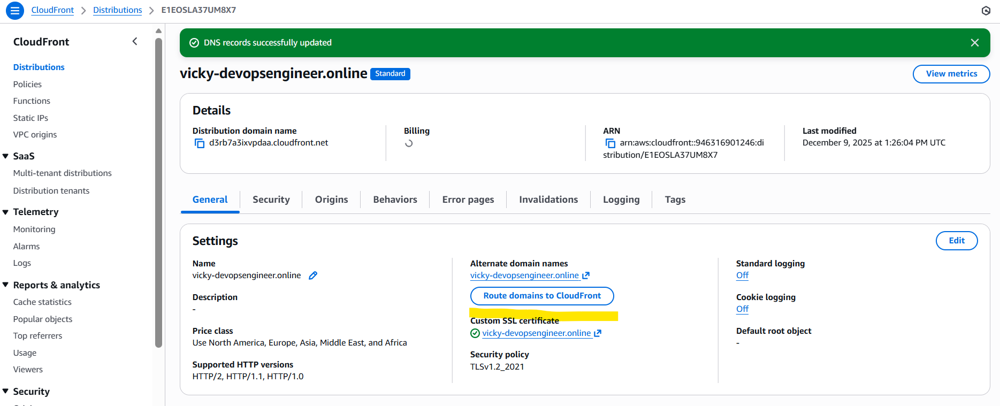 CloudFront > Distributions > E1EOSLA37UM8X7
CloudFront
Distributions
Policies
Functions
Static IPs
VPC origins
SaaS
Multi-tenant distributions
Distribution tenants
Telemetry
Monitoring
Alarms
Logs
Reports & analytics
Cache statistics
Popular objects
Top referrers
Usage
Viewers
Security
DNS records successfully updated
vicky-devopsengineer.online Standard
View metrics
Details
Distribution domain name
d3rb7a3ixvpdaa.cloudfront.net
Billing
ARN
arn:aws:cloudfront::946316901246:di
stribution/E1EOSLA37UM8X7
Last modified
December 9, 2025 at 1:26:04 PM UTC
General Security Origins Behaviors Error pages Invalidations Logging Tags
Settings
Edit
Name
vicky-devopsengineer.online
Description
-
Price class
Use North America, Europe, Asia, Middle East, and Africa
Supported HTTP versions
HTTP/2, HTTP/1.1, HTTP/1.0
Alternate domain names
vicky-devopsengineer.online
Route domains to CloudFront
Custom SSL certificate
vicky-devopsengineer.online
Security policy
TLSv1.2_2021
Standard logging
Off
Cookie logging
Off
Default root object
-